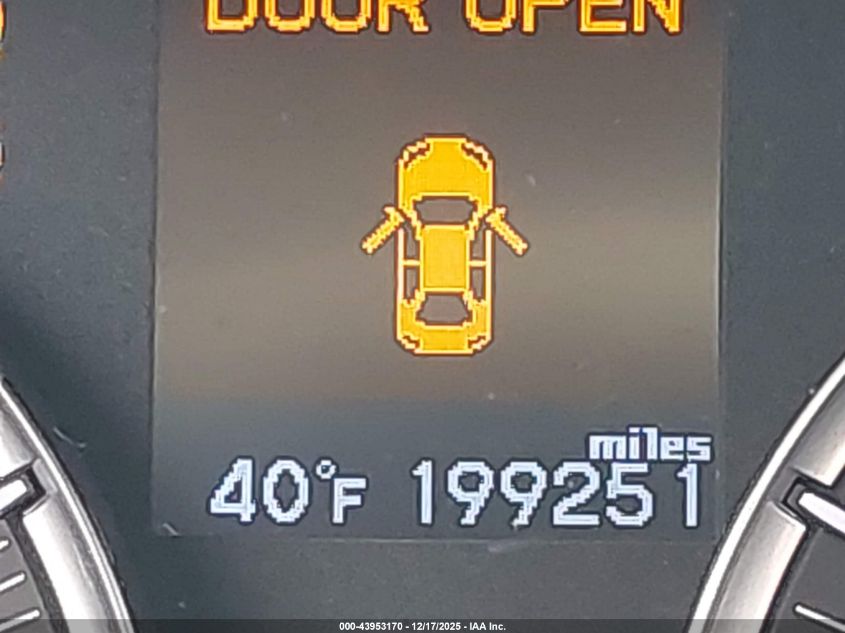 DOOR OPEN
miles
40°F 199251
000-43953170 - 12/17/2025 - IAA Inc.